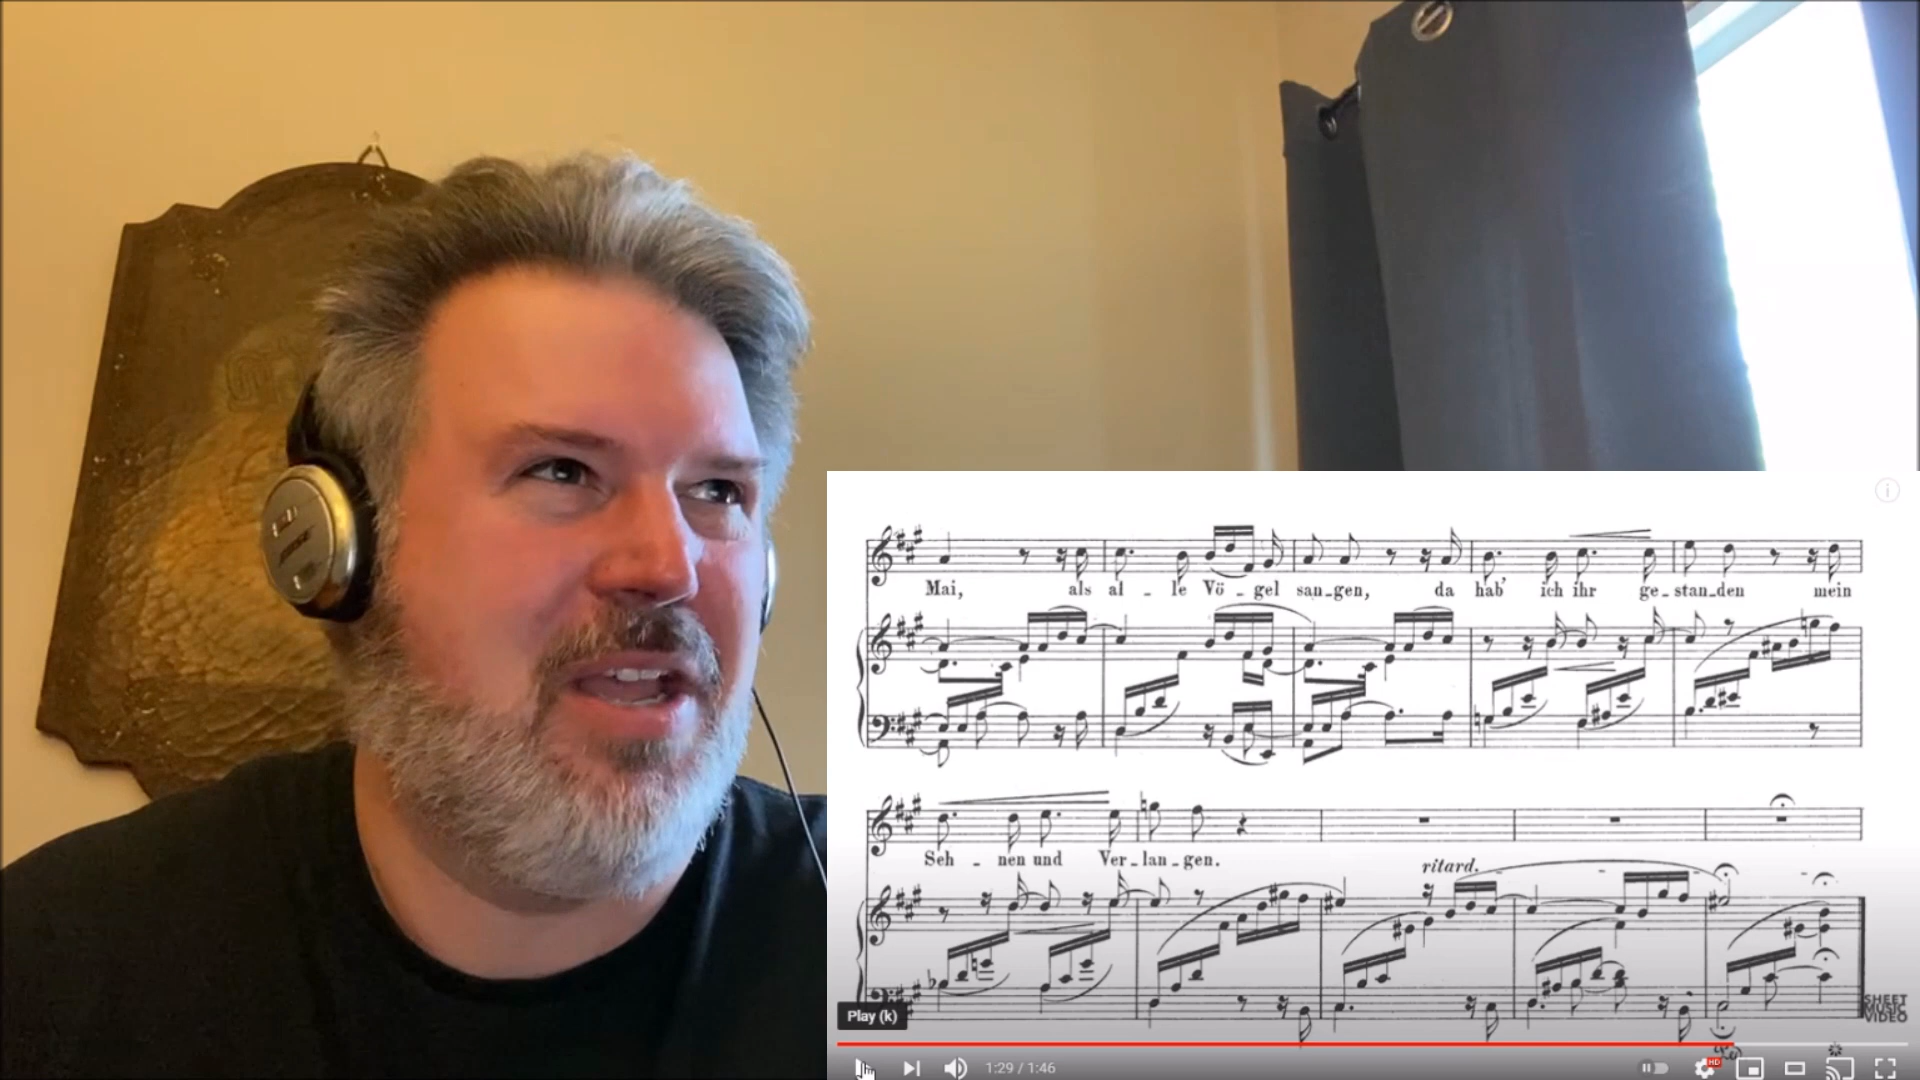 Mai, als al - le Vö - gel san - gen, da hab' ich ihr ge - stan - den mein
Seh - nen und Ver - lan - gen.
ritard.
SHEET
MUSIC
VIDEO
Play (k)
1:29 / 1:46
HD